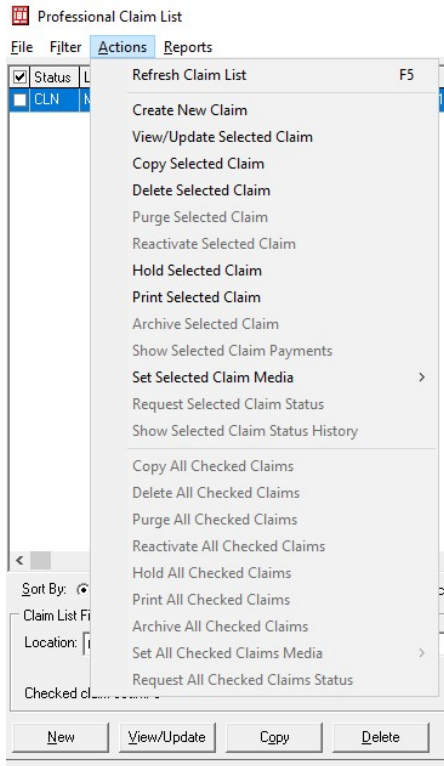 Professional Claim List
File Filter Actions Reports
Status
CLN
Refresh Claim List F5
Create New Claim
View/Update Selected Claim
Copy Selected Claim
Delete Selected Claim
Purge Selected Claim
Reactivate Selected Claim
Hold Selected Claim
Print Selected Claim
Archive Selected Claim
Show Selected Claim Payments
Set Selected Claim Media >
Request Selected Claim Status
Show Selected Claim Status History
Copy All Checked Claims
Delete All Checked Claims
Purge All Checked Claims
Reactivate All Checked Claims
Hold All Checked Claims
Print All Checked Claims
Archive All Checked Claims
Set All Checked Claims Media >
Request All Checked Claims Status
Sort By:
Claim List
Location:
Checked
New View/Update Copy Delete